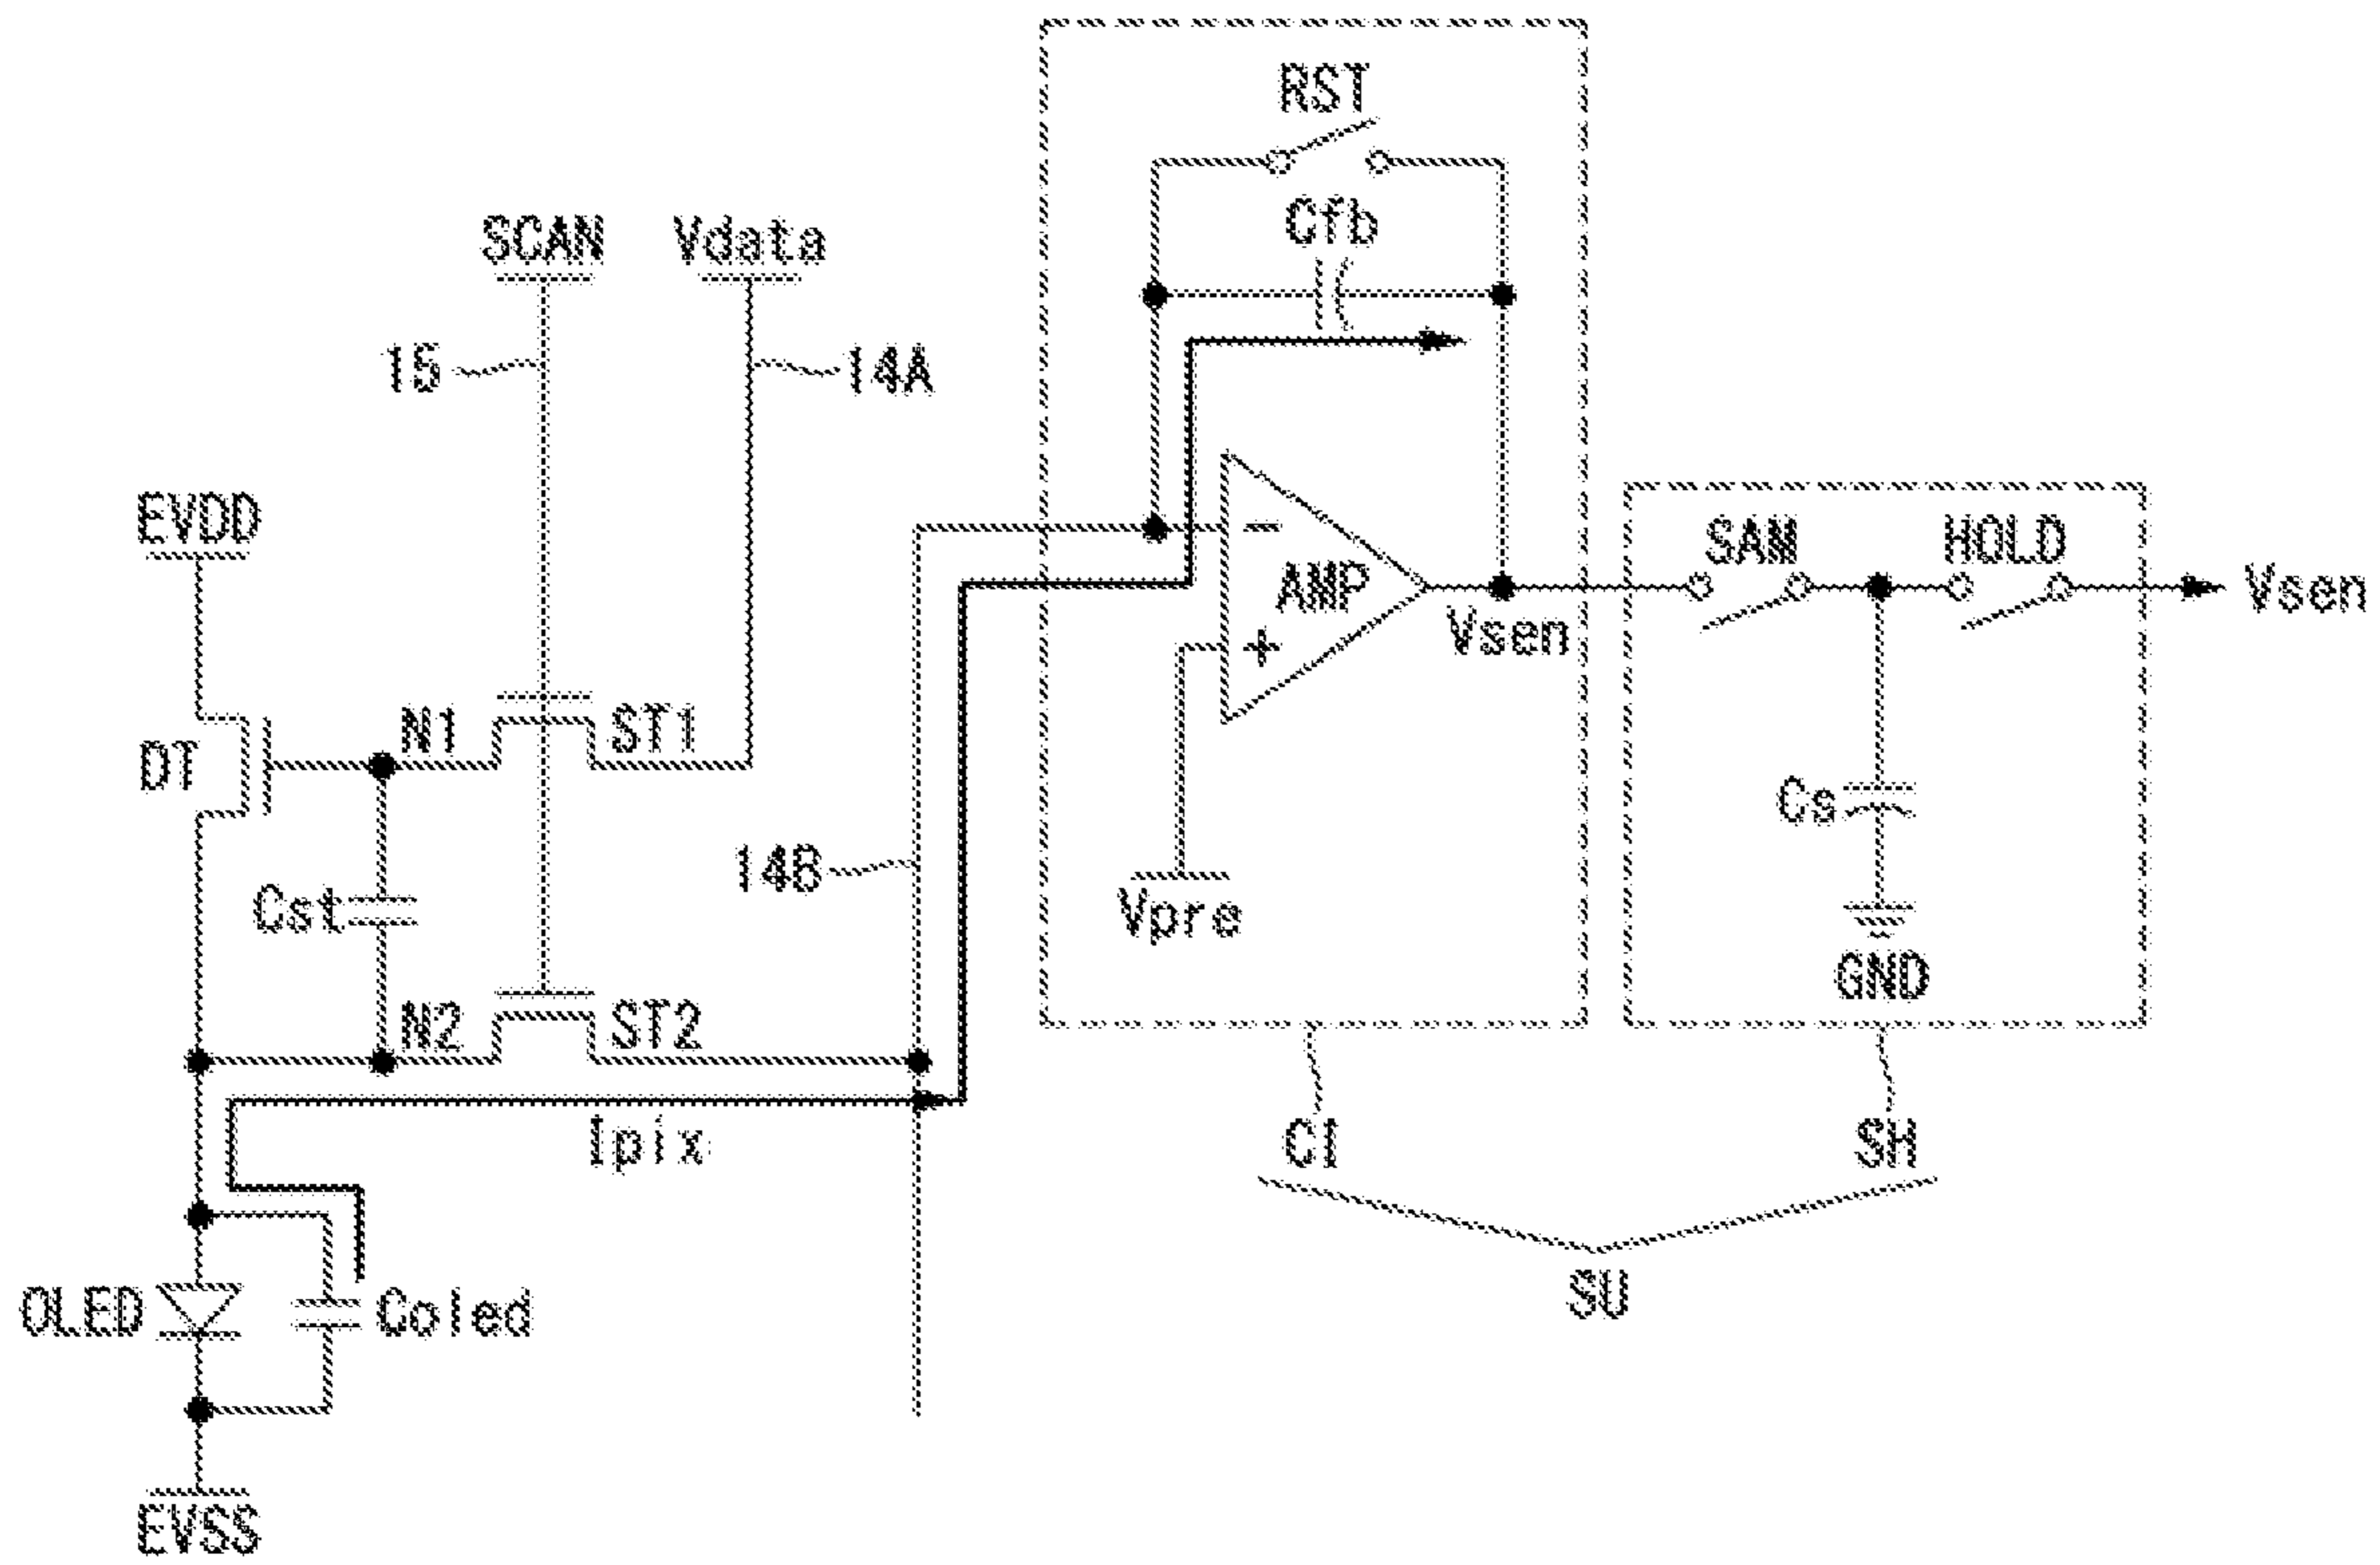 RST
Cfb
SCAN Vdata
15 14A
EVDD
−
AMP
+
Vsen
SAM HOLD
Vsen
DT N1 ST1
Cs
14B
Cst
Vpre
GND
N2 ST2
Ipix
CI SH
OLED Coled
SU
EVSS